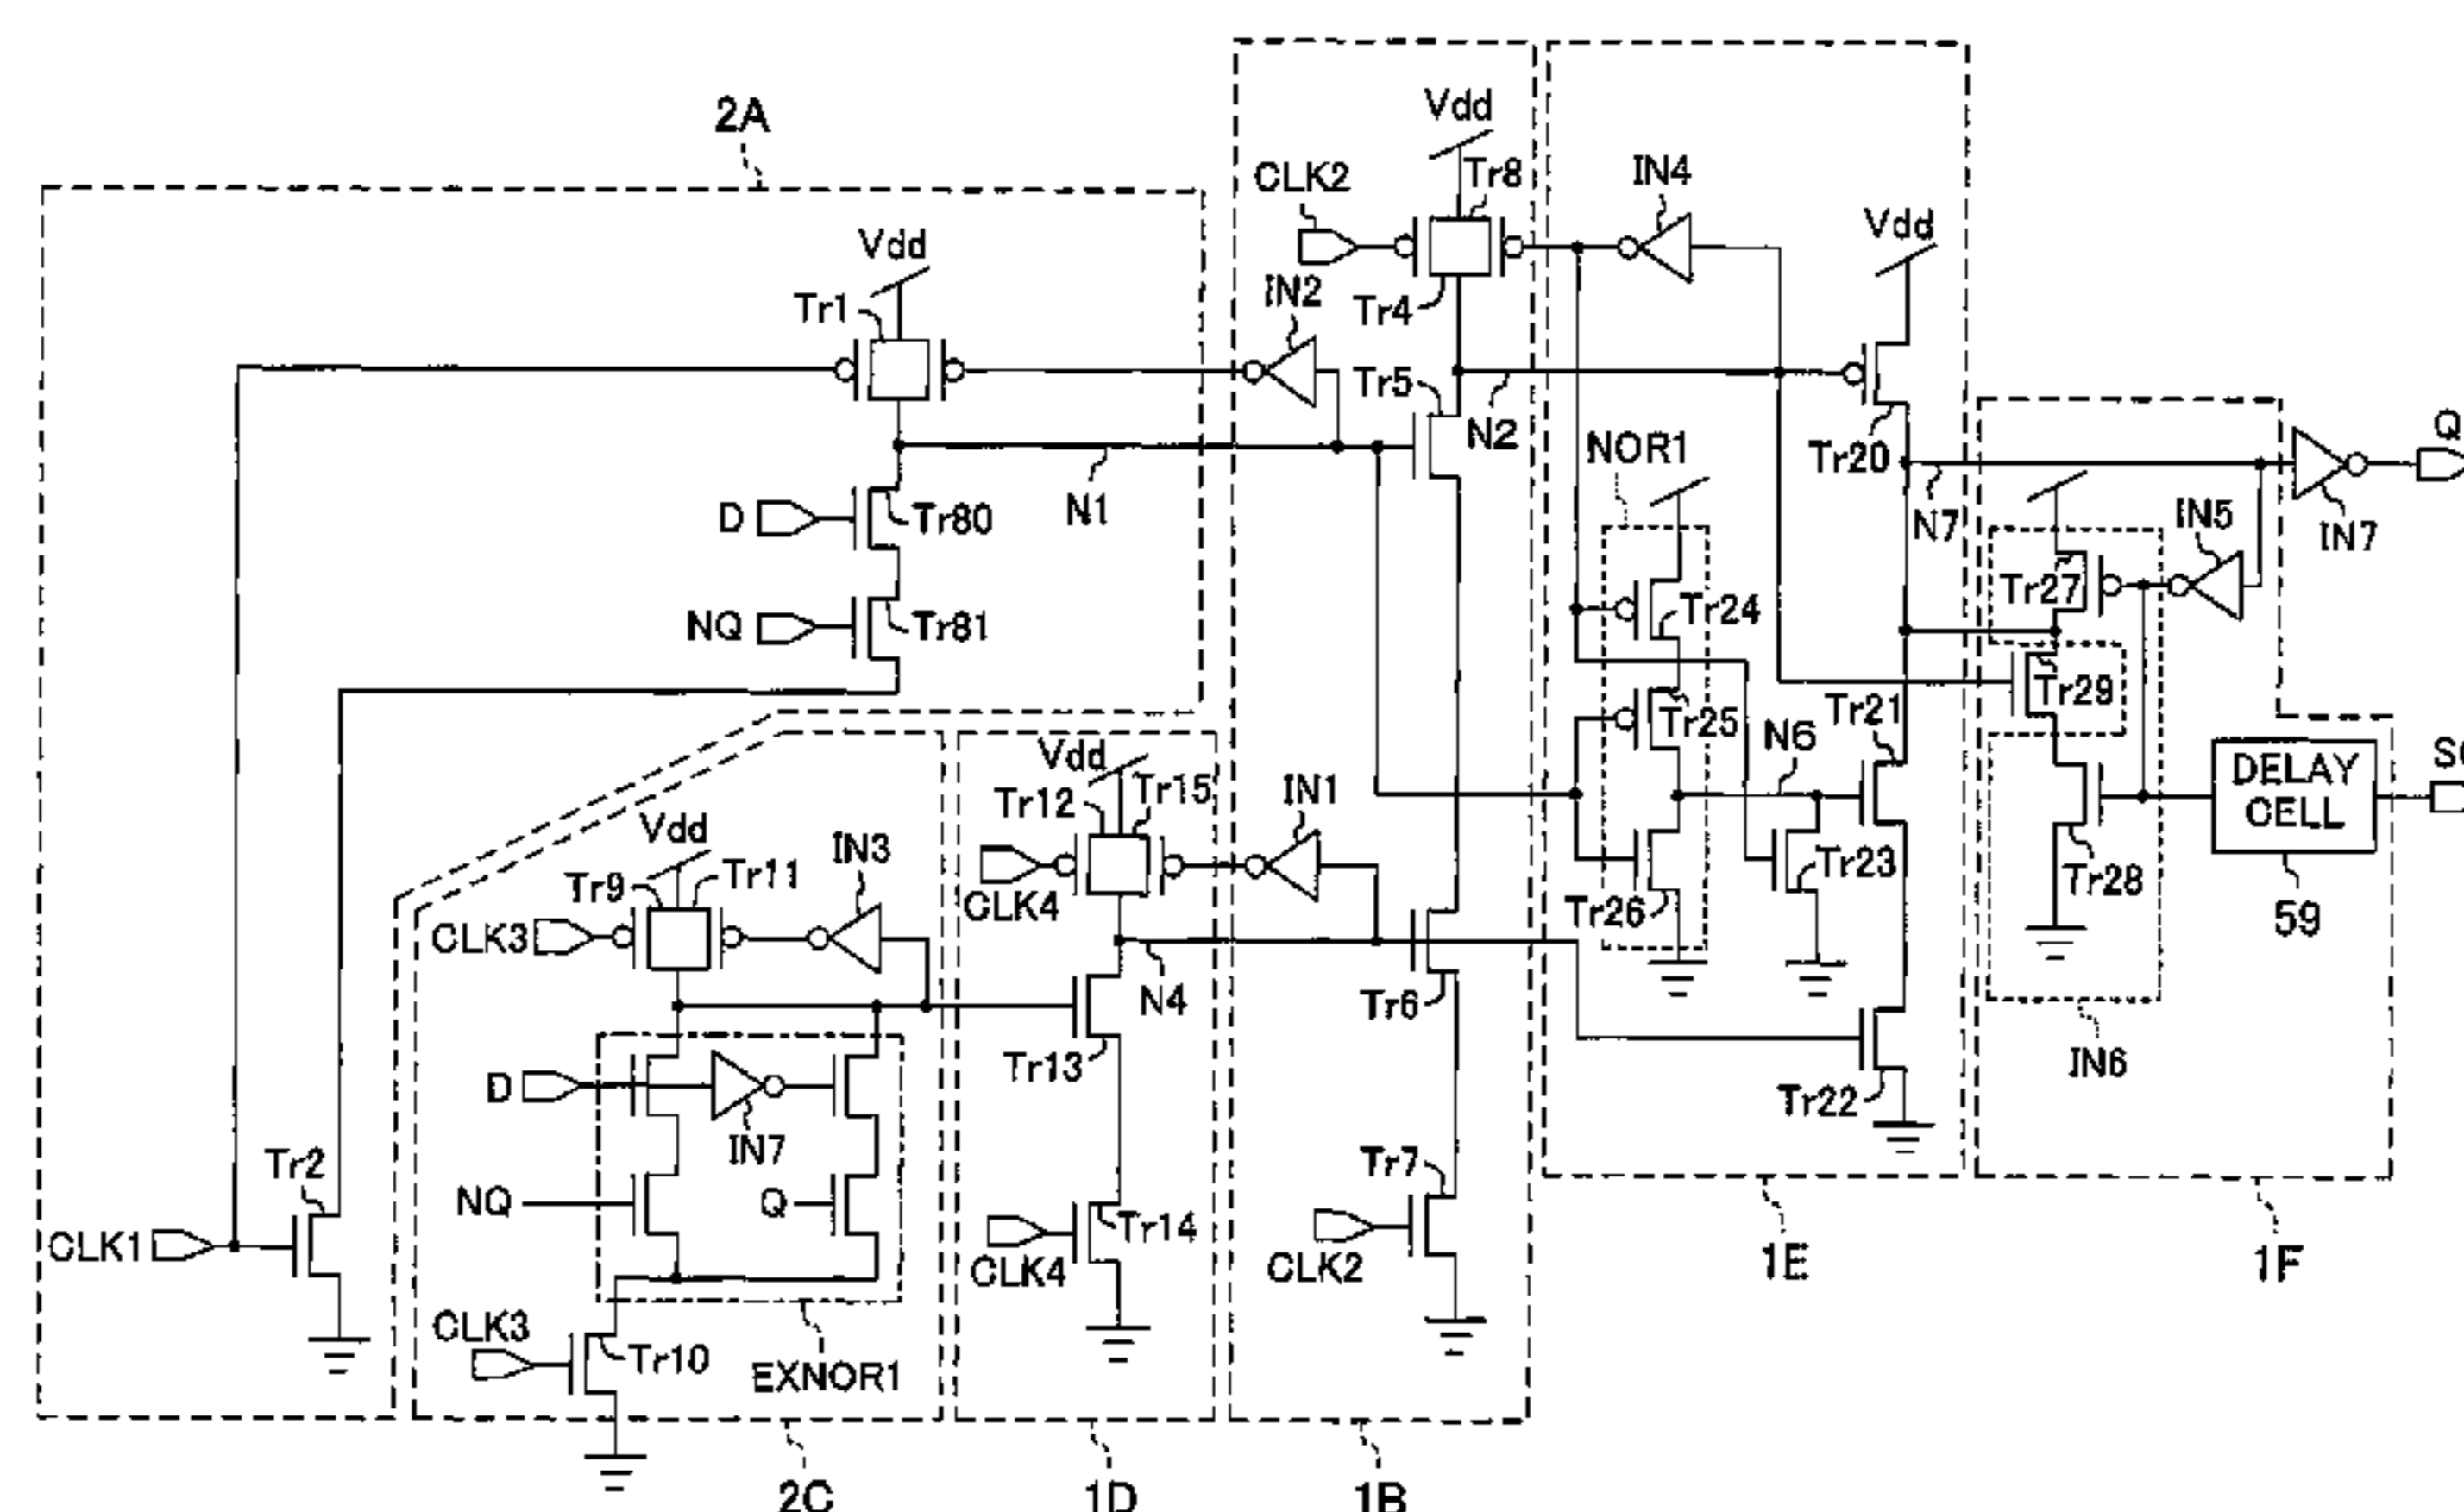 2A
Vdd
Tr1
D
Tr80
NQ
Tr81
N1
CLK1
Tr2
Vdd
Tr9
Tr11
IN3
CLK3
D
IN7
NQ
Q
CLK3
Tr10
EXNOR1
2C
Vdd
Tr12
Tr15
CLK4
N4
Tr13
Tr14
CLK4
1D
Vdd
CLK2
Tr8
IN2
Tr4
Tr5
N2
IN1
Tr6
Tr7
CLK2
1B
IN4
Vdd
NOR1
Tr20
N7
Tr24
Tr25
N6
Tr21
Tr23
Tr26
Tr22
1E
Q
IN5
IN7
Tr27
Tr29
DELAY
CELL
Tr28
59
IN6
1F